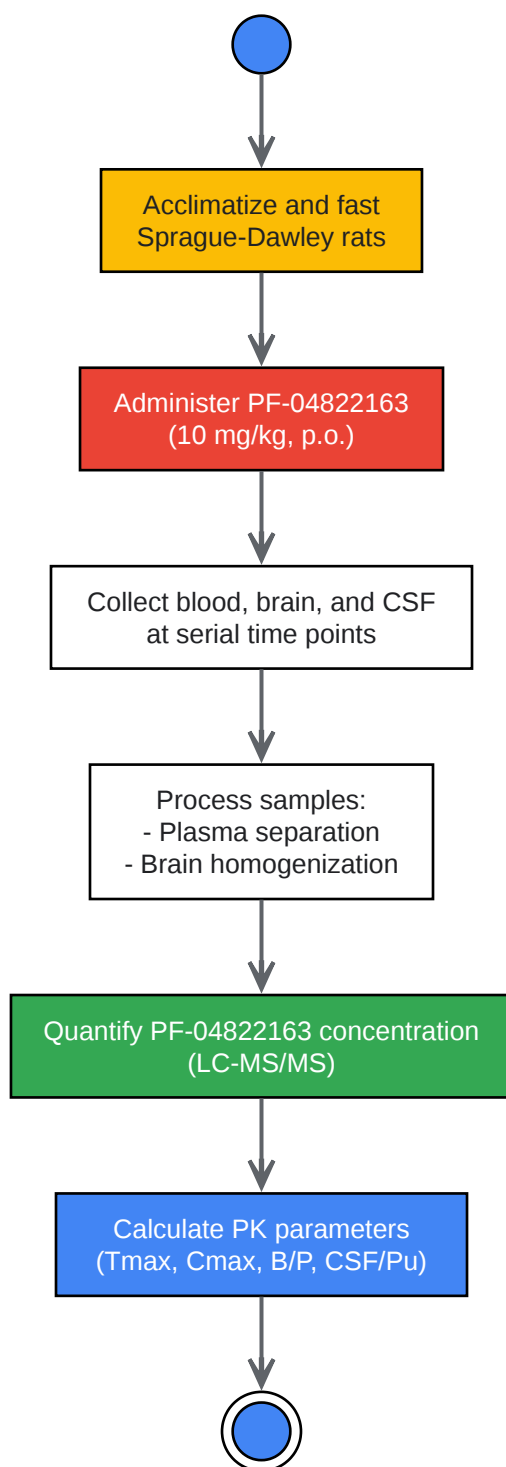 Acclimatize and fast
Sprague-Dawley rats
Administer PF-04822163
(10 mg/kg, p.o.)
Collect blood, brain, and CSF
at serial time points
Process samples:
- Plasma separation
- Brain homogenization
Quantify PF-04822163 concentration
(LC-MS/MS)
Calculate PK parameters
(Tmax, Cmax, B/P, CSF/Pu)